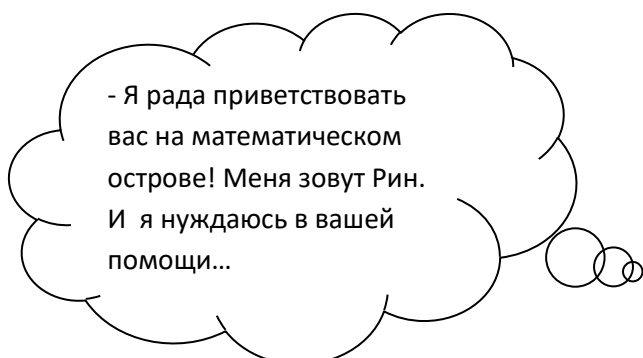 - Я рада приветствовать
вас на математическом
острове! Меня зовут Рин.
И  я нуждаюсь в вашей
помощи…